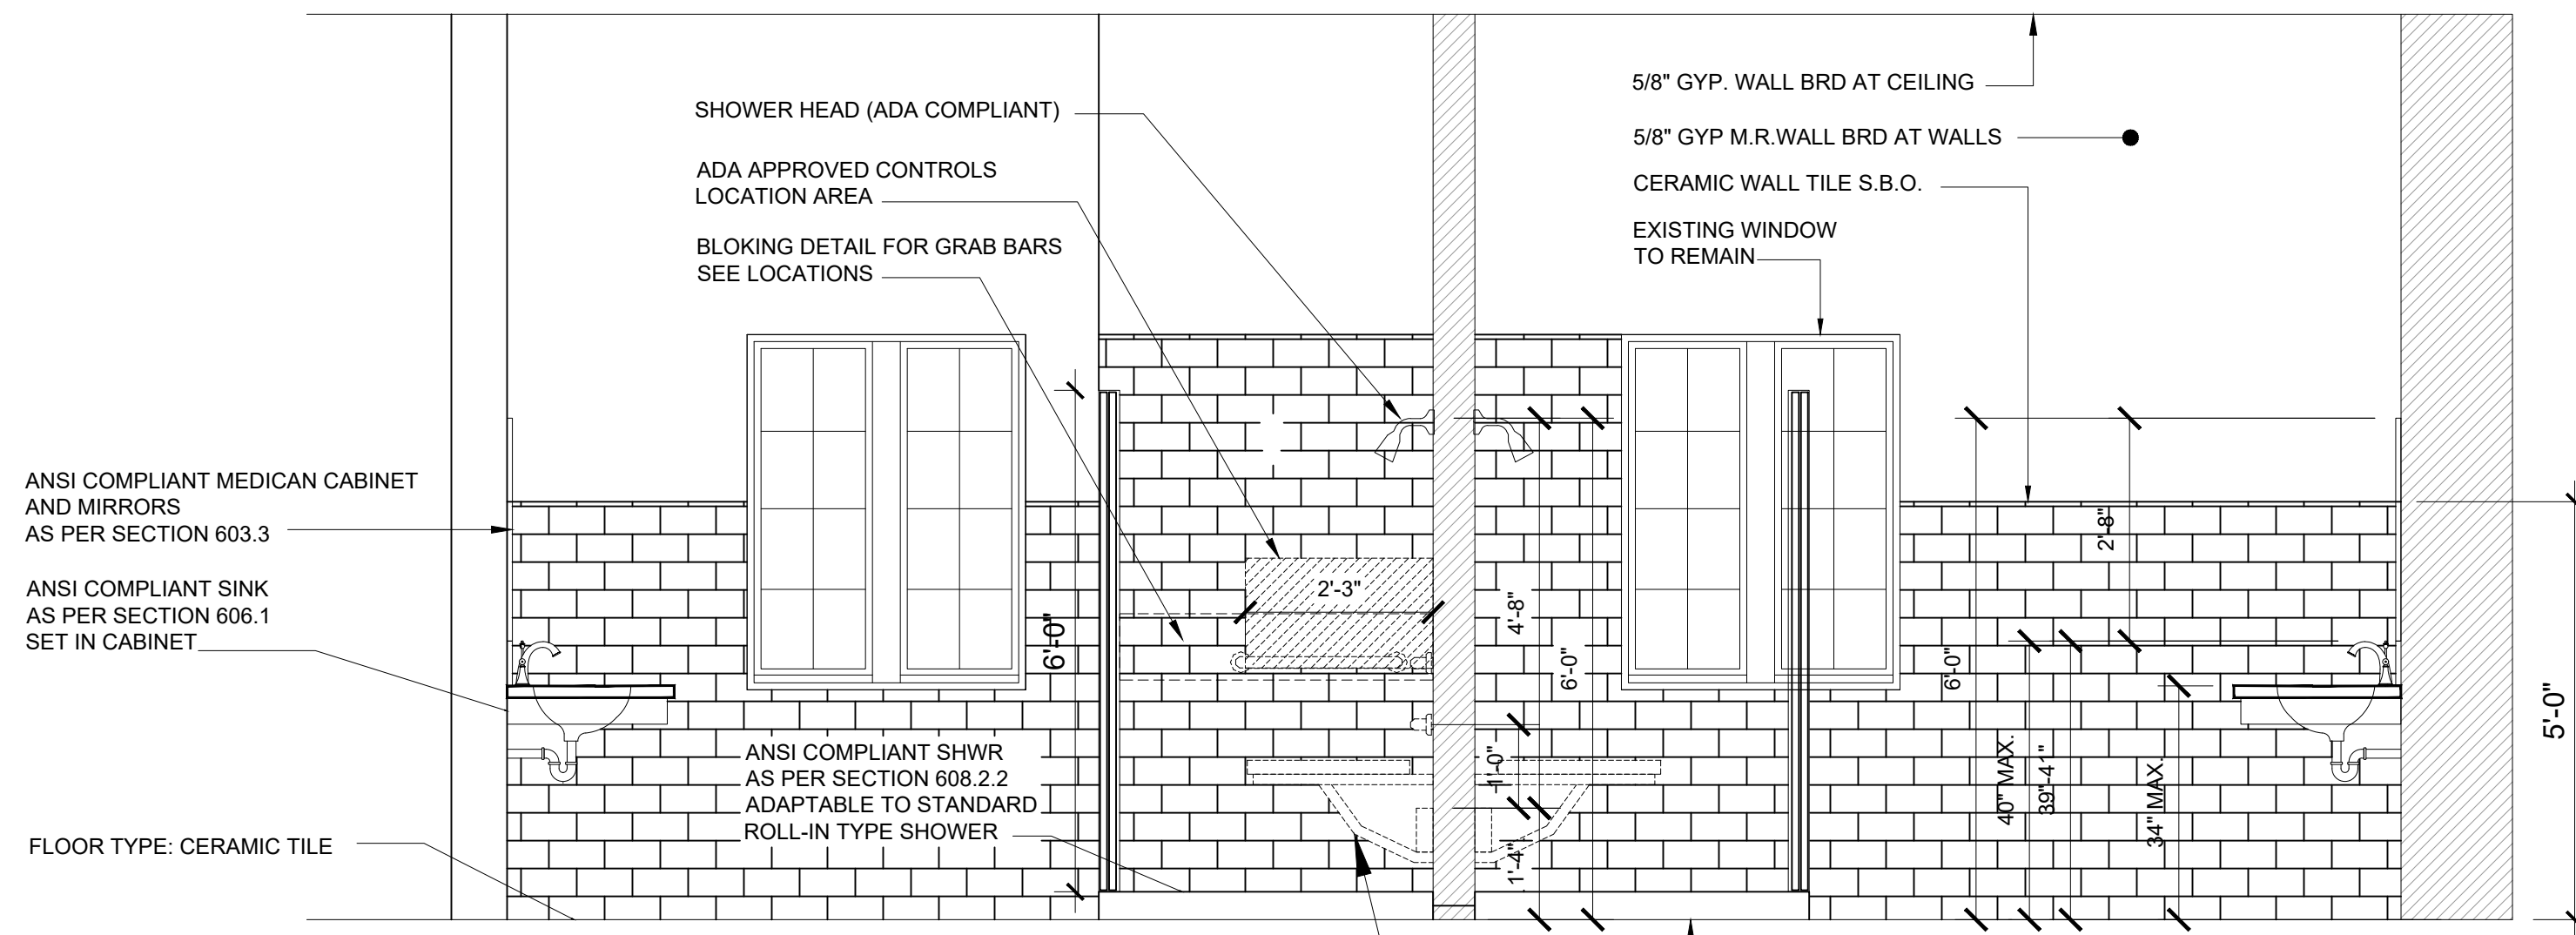 SHOWER HEAD (ADA COMPLIANT)
ADA APPROVED CONTROLS
LOCATION AREA
BLOKING DETAIL FOR GRAB BARS
SEE LOCATIONS
5/8" GYP. WALL BRD AT CEILING
5/8" GYP M.R.WALL BRD AT WALLS
CERAMIC WALL TILE S.B.O.
EXISTING WINDOW
TO REMAIN
ANSI COMPLIANT MEDICAN CABINET
AND MIRRORS
AS PER SECTION 603.3
ANSI COMPLIANT SINK
AS PER SECTION 606.1
SET IN CABINET
FLOOR TYPE: CERAMIC TILE
6'-0"
2'-3"
ANSI COMPLIANT SHWR
AS PER SECTION 608.2.2
ADAPTABLE TO STANDARD
ROLL-IN TYPE SHOWER
4'-8"
1'-0"
1'-4"
6'-0"
6'-0"
2'-8"
40" MAX.
34" MAX.
5'-0"